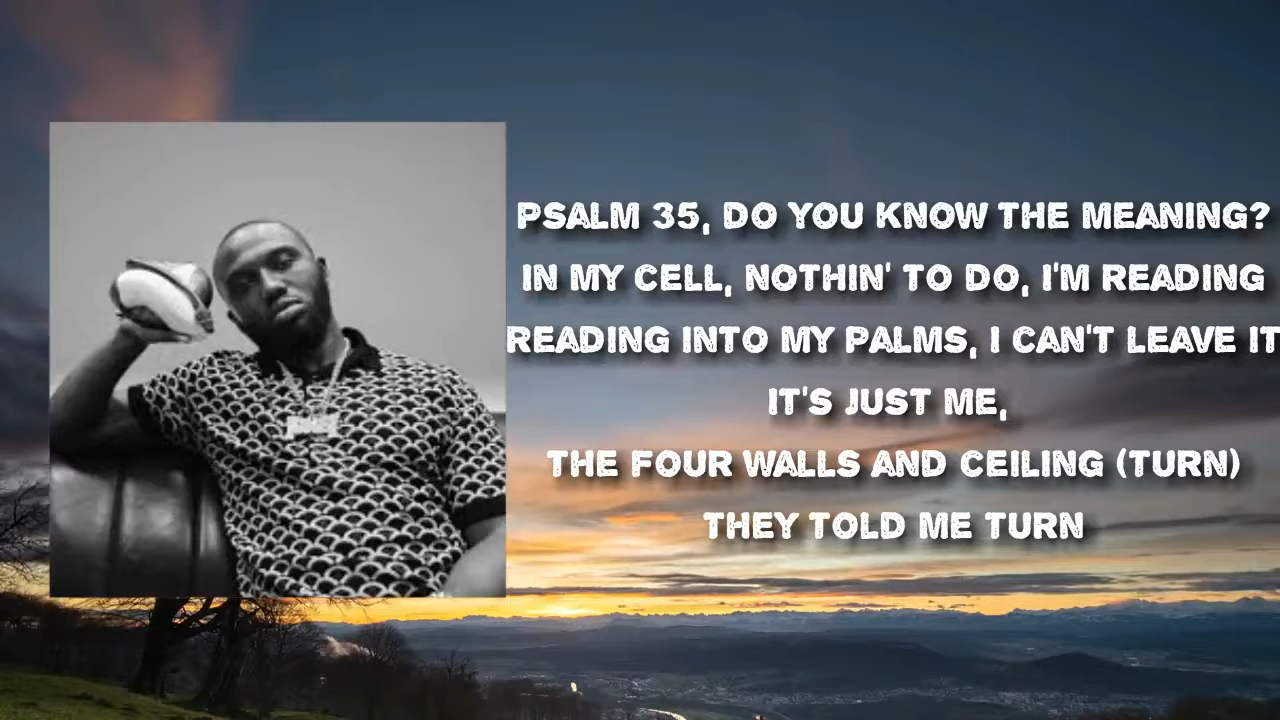 PSALM 35, DO YOU KNOW THE MEANING?
IN MY CELL, NOTHIN' TO DO, I'M READING
READING INTO MY PALMS, I CAN'T LEAVE IT
IT'S JUST ME,
THE FOUR WALLS AND CEILING (TURN)
THEY TOLD ME TURN